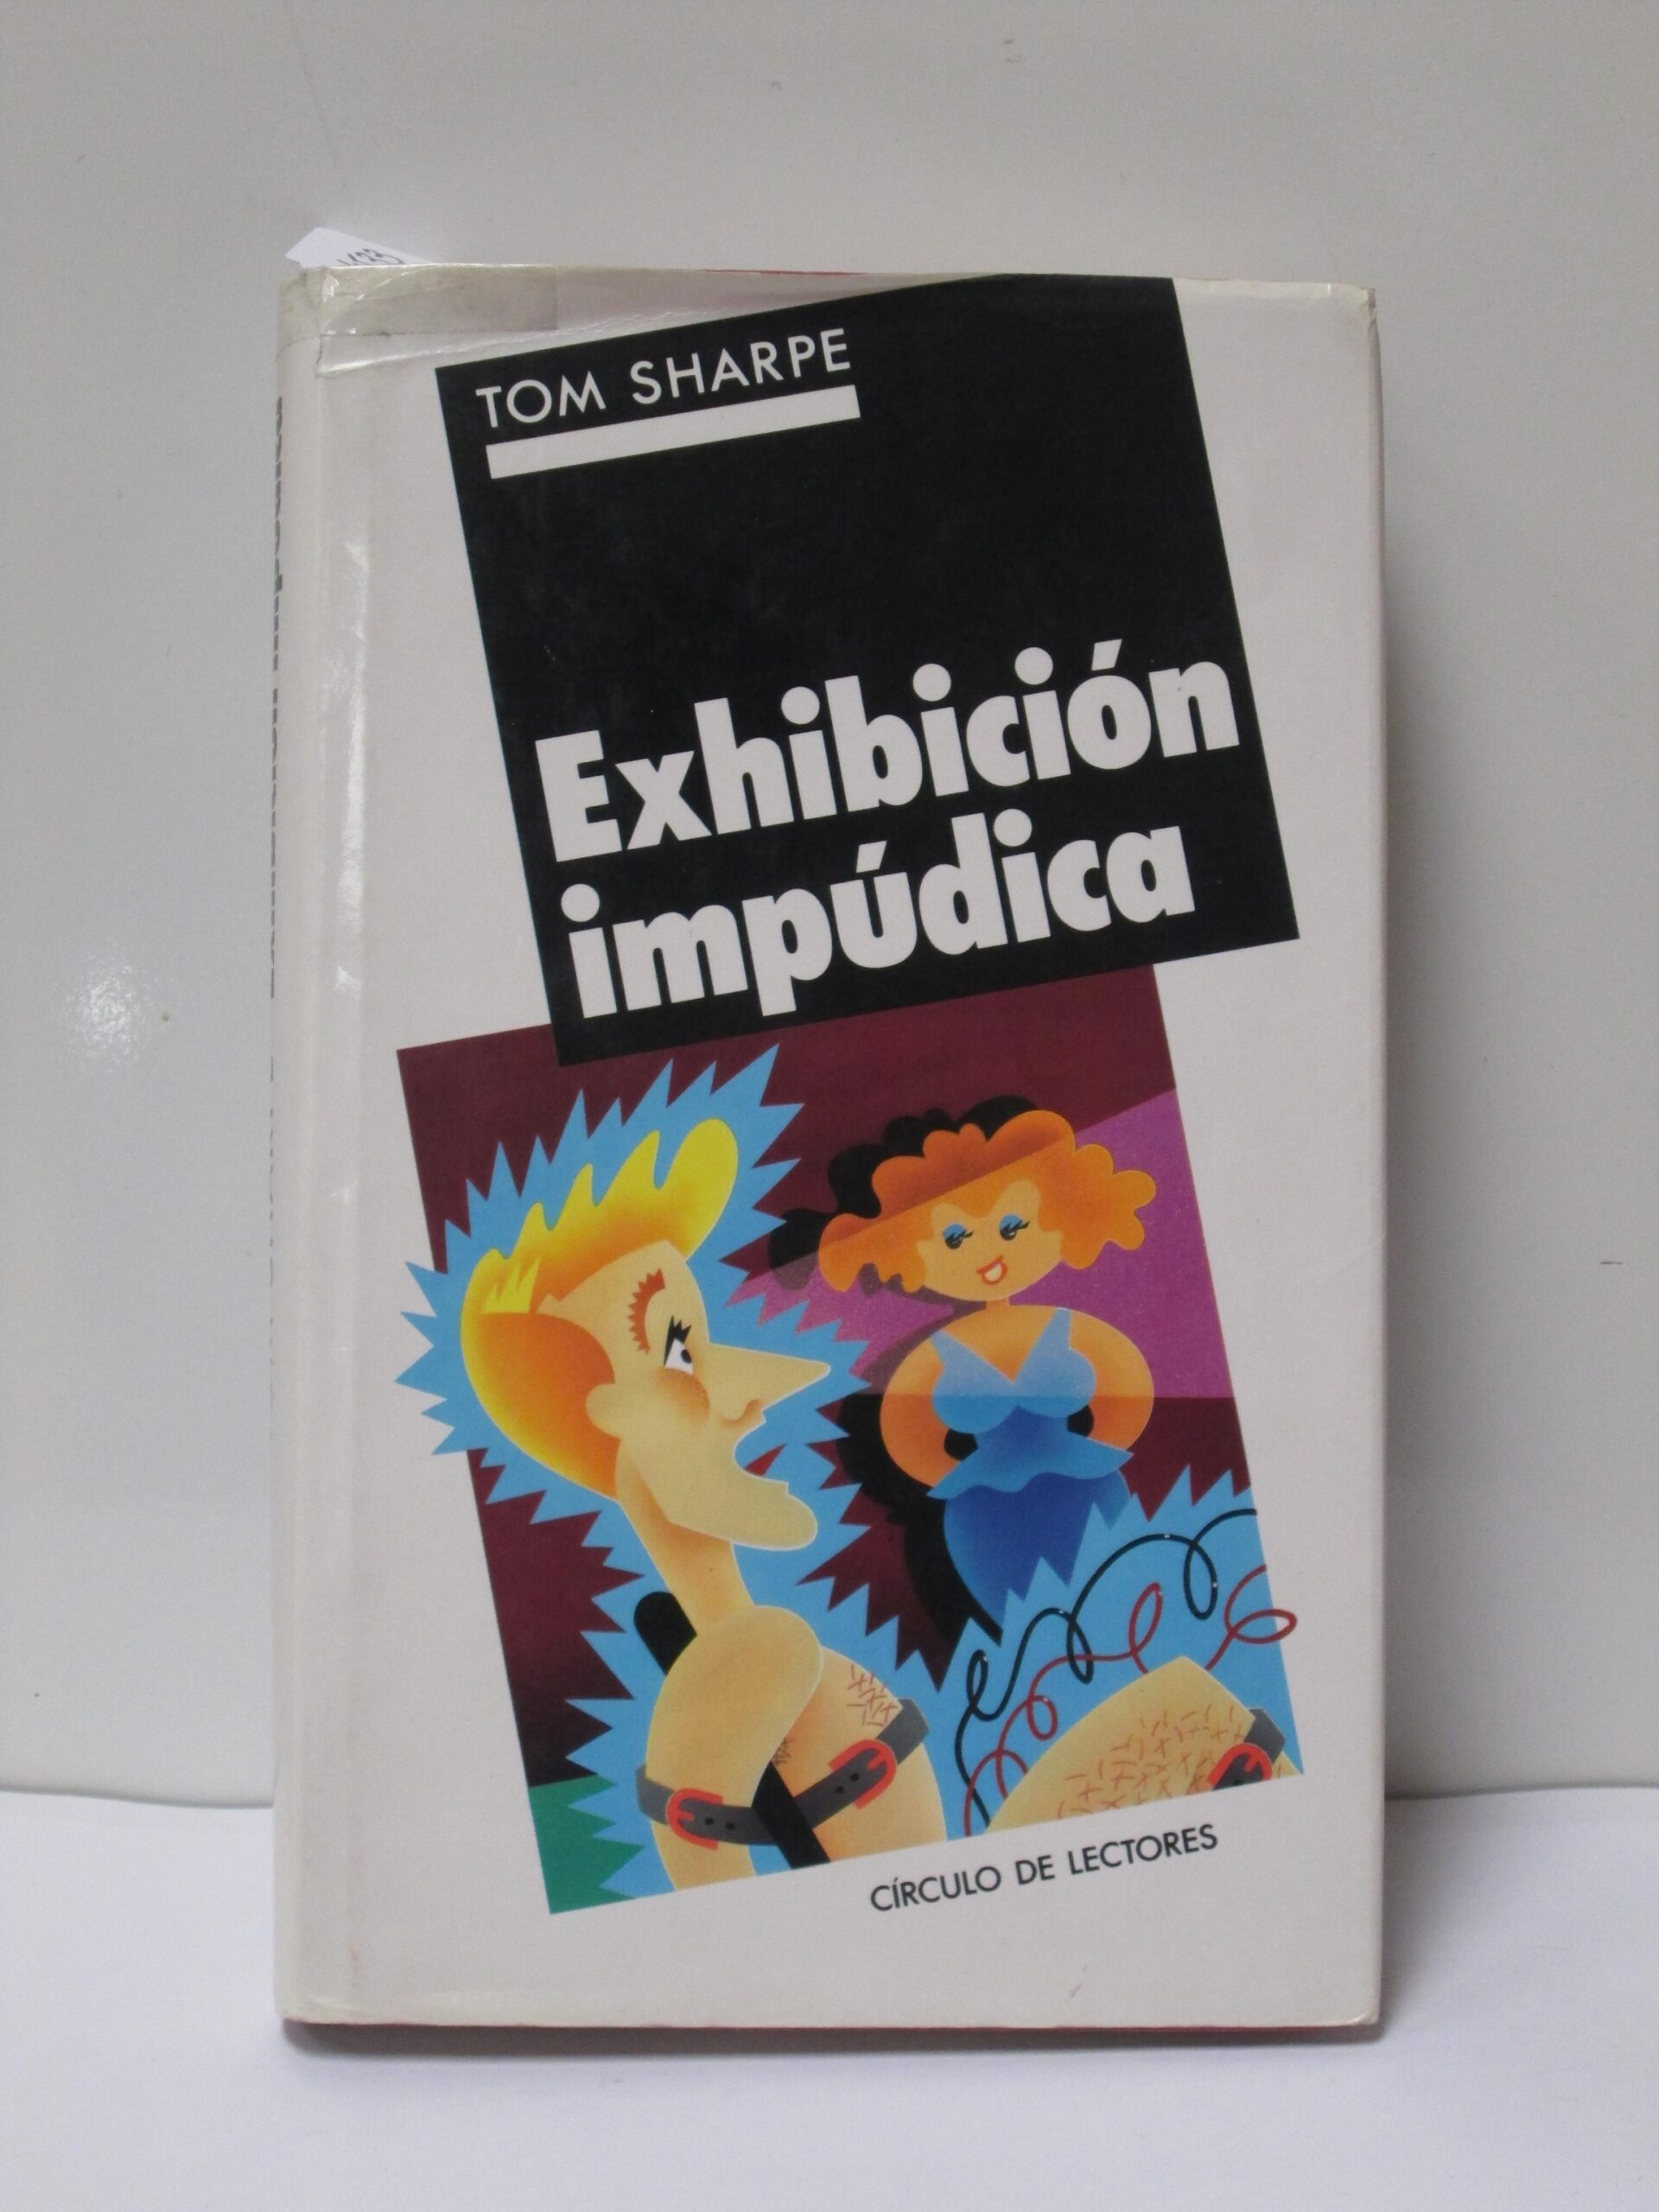 TOM SHARPE
Exhibición
impúdica
CÍRCULO DE LECTORES